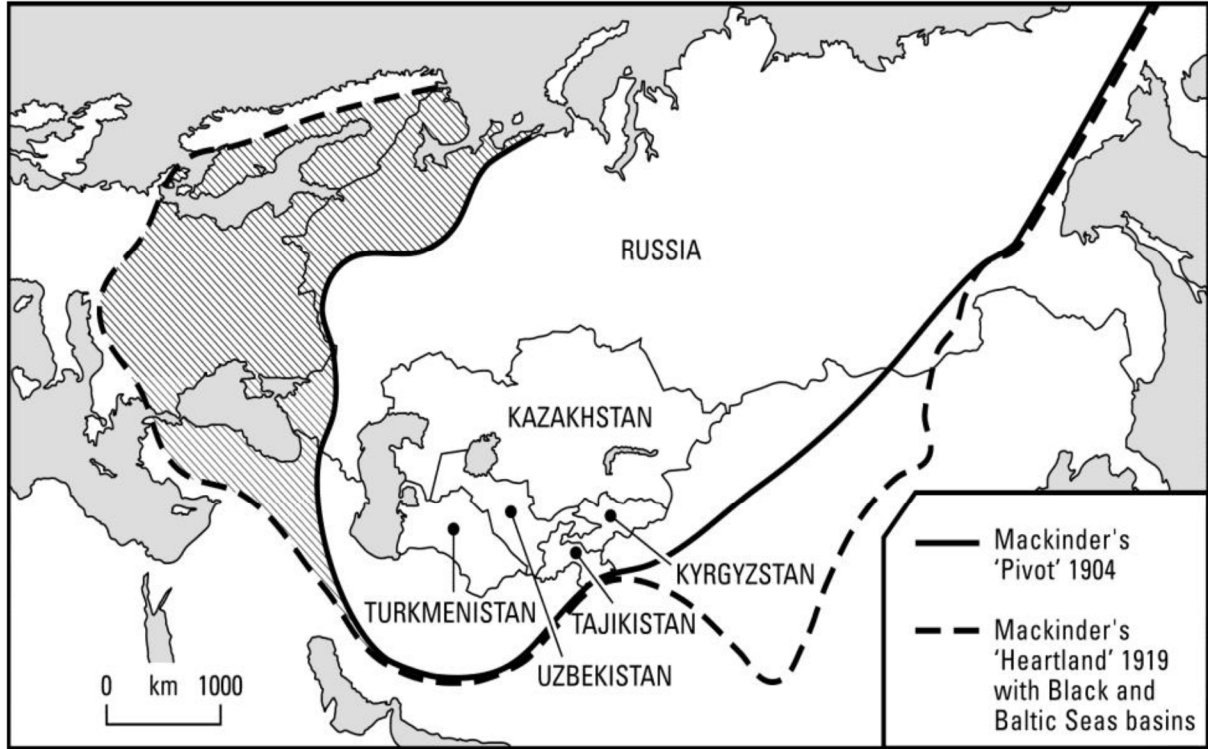 RUSSIA
KAZAKHSTAN
KYRGYZSTAN
TURKMENISTAN
TAJIKISTAN
UZBEKISTAN
0 km 1000
Mackinder's
‘Pivot’ 1904
Mackinder's
‘Heartland’ 1919
with Black and
Baltic Seas basins